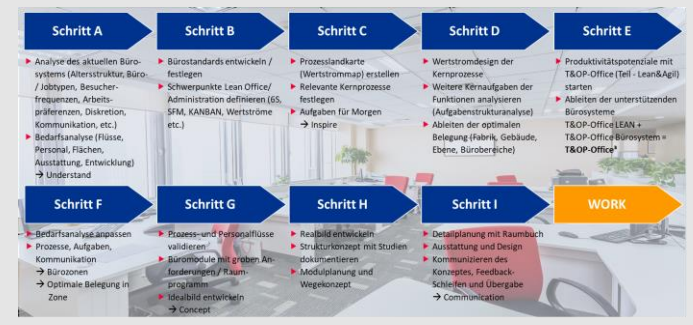 Schritt A
Schritt B
Schritt C
Schritt D
Schritt E
Analyse des aktuellen Büro-
systems (Altersstruktur, Büro-
/ Jobtypen, Besucher-
frequenzen, Arbeits-
präferenzen, Diskretion,
Kommunikation, etc.)
Bedarfsanalyse (Flüsse,
Personal, Flächen,
Ausstattung, Entwicklung)
→ Understand
Bürostandards entwickeln /
festlegen
Schwerpunkte Lean Office/
Administration definieren (6S,
SFM, KANBAN, Wertströme
etc.)
Prozesslandkarte
(Wertstrommap) erstellen
Relevante Kernprozesse
festlegen
Aufgaben für Morgen
→ Inspire
Wertstromdesign der
Kernprozesse
Weitere Kernaufgaben der
Funktionen analysieren
(Aufgabenstrukturanalyse)
Ableiten der optimalen
Belegung (Fabrik, Gebäude,
Ebene, Bürobereiche)
Produktivitätspotenziale mit
T&OP-Office (Teil - Lean&Agil)
starten
Ableiten der unterstützenden
Bürosysteme
T&OP-Office LEAN +
T&OP-Office Bürosystem =
T&OP-Office³
Schritt F
Schritt G
Schritt H
Schritt I
WORK
Bedarfsanalyse anpassen
Prozesse, Aufgaben,
Kommunikation
→ Bürozonen
→ Optimale Belegung in
Zone
Prozess- und Personalflüsse
validieren
Büromodule mit groben An-
forderungen / Raum-
programm
Idealbild entwickeln
→ Concept
Realbild entwickeln
Strukturkonzept mit Studien
dokumentieren
Modulplanung und
Wegekonzept
Detailplanung mit Raumbuch
Ausstattung und Design
Kommunizieren des
Konzeptes, Feedback-
Schleifen und Übergabe
→ Communication